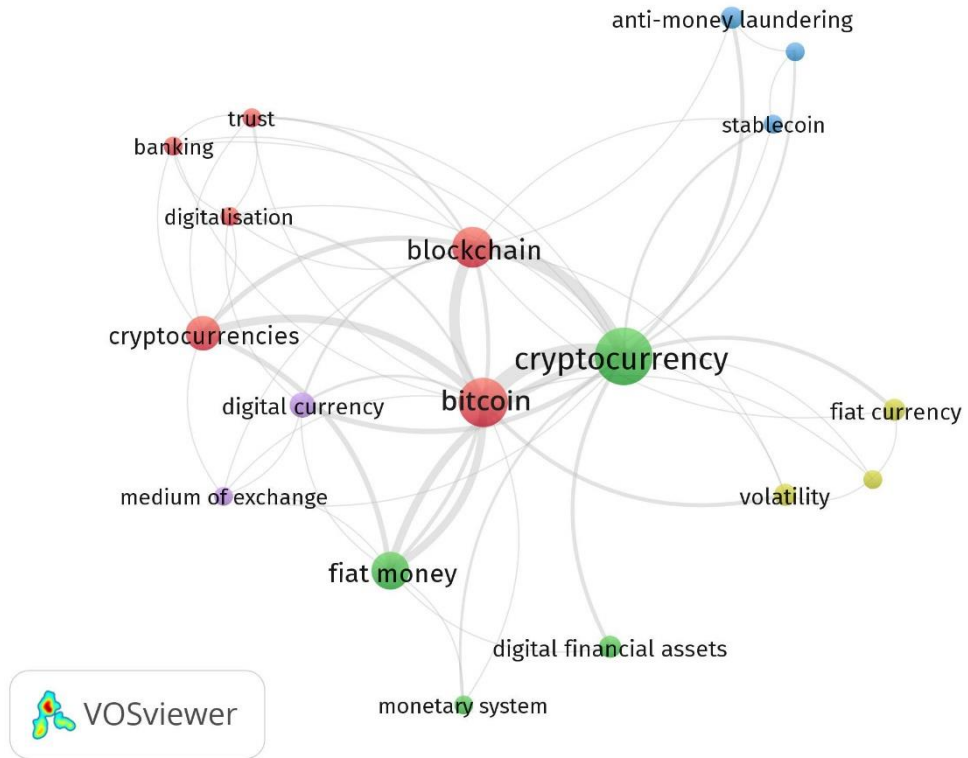 anti-money laundering
trust
stablecoin
banking
digitalisation
blockchain
cryptocurrencies
cryptocurrency
digital currency
bitcoin
fiat currency
medium of exchange
volatility
fiat money
digital financial assets
monetary system
VOSviewer